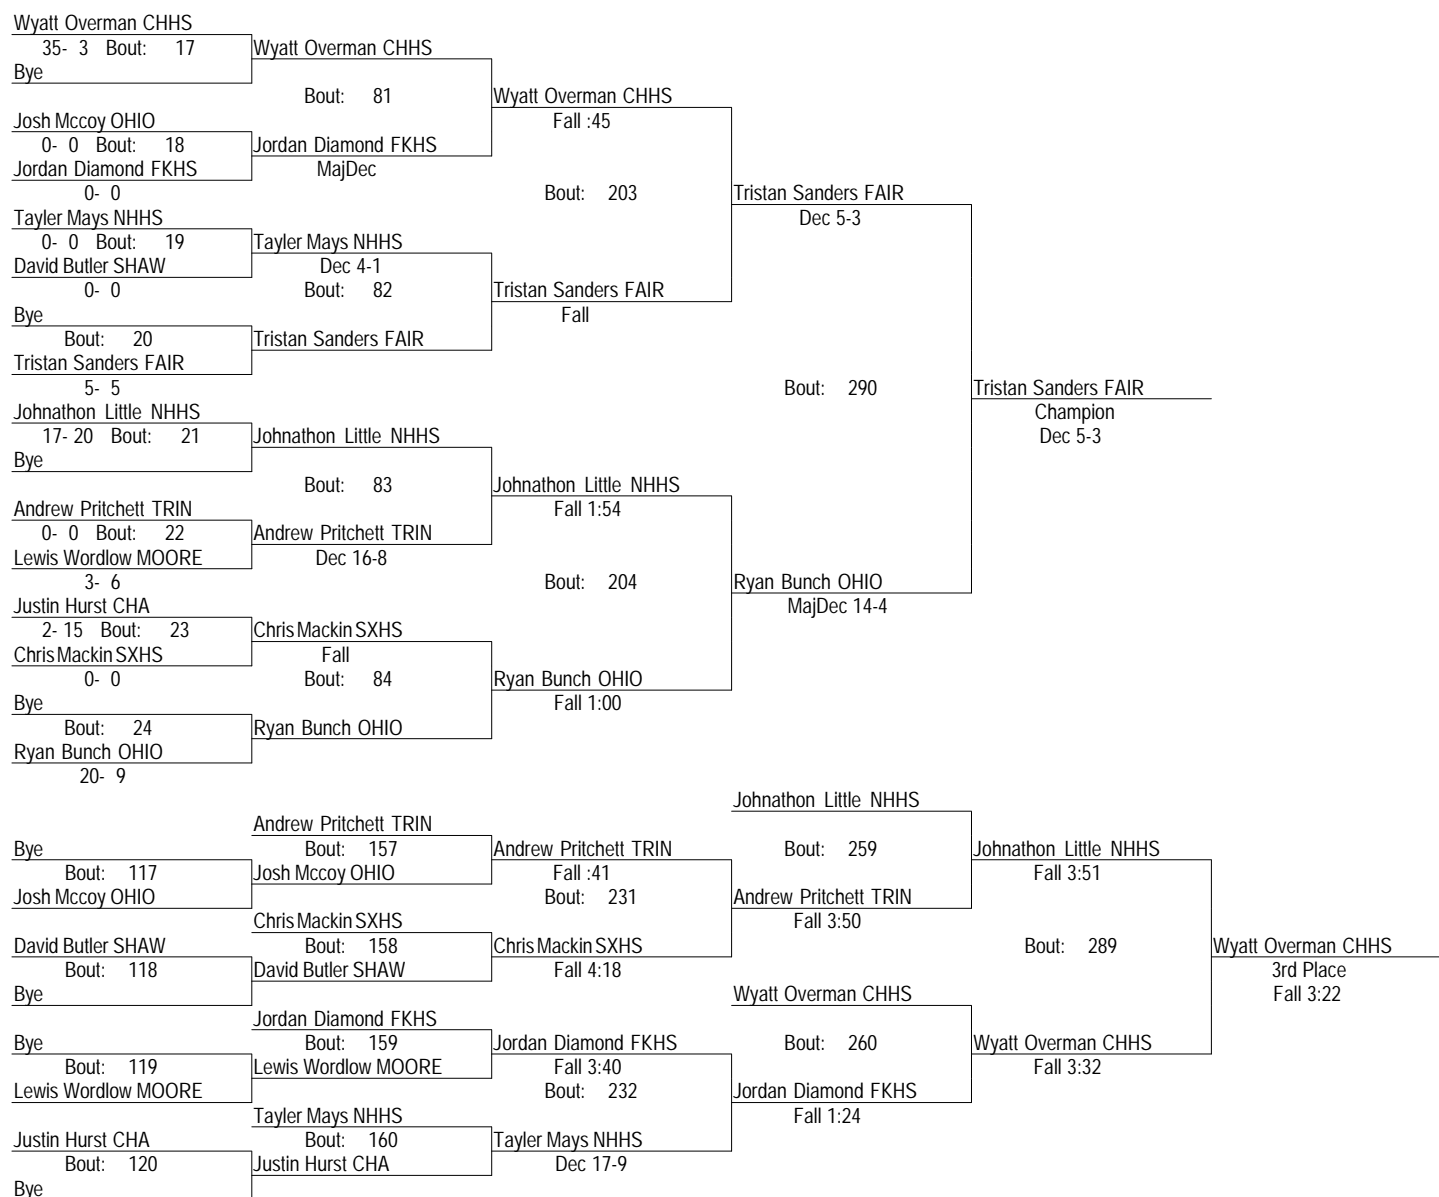 Wyatt Overman CHHS
35- 3 Bout: 17 Wyatt Overman CHHS
Bye
Bout: 81 Wyatt Overman CHHS
Josh Mccoy OHIO Fall :45
0- 0 Bout: 18 Jordan Diamond FKHS
Jordan Diamond FKHS MajDec
0- 0 Bout: 203 Tristan Sanders FAIR
Tayler Mays NHHS Dec 5-3
0- 0 Bout: 19 Tayler Mays NHHS
David Butler SHAW Dec 4-1
0- 0 Bout: 82 Tristan Sanders FAIR
Bye Fall
Bout: 20 Tristan Sanders FAIR
Tristan Sanders FAIR
5- 5 Bout: 290 Tristan Sanders FAIR
Johnathon Little NHHS Champion
17- 20 Bout: 21 Johnathon Little NHHS Dec 5-3
Bye
Bout: 83 Johnathon Little NHHS
Andrew Pritchett TRIN Fall 1:54
0- 0 Bout: 22 Andrew Pritchett TRIN
Lewis Wordlow MOORE Dec 16-8
3- 6 Bout: 204 Ryan Bunch OHIO
Justin Hurst CHA MajDec 14-4
2- 15 Bout: 23 Chris Mackin SXHS
Chris Mackin SXHS Fall
0- 0 Bout: 84 Ryan Bunch OHIO
Bye Fall 1:00
Bout: 24 Ryan Bunch OHIO
Ryan Bunch OHIO
20- 9
Johnathon Little NHHS
Andrew Pritchett TRIN
Bye Bout: 157 Andrew Pritchett TRIN Bout: 259 Johnathon Little NHHS
Bout: 117 Josh Mccoy OHIO Fall :41 Fall 3:51
Josh Mccoy OHIO Bout: 231 Andrew Pritchett TRIN
Chris Mackin SXHS Fall 3:50
David Butler SHAW Bout: 158 Chris Mackin SXHS Bout: 289 Wyatt Overman CHHS
Bout: 118 David Butler SHAW Fall 4:18 3rd Place
Bye Wyatt Overman CHHS Fall 3:22
Jordan Diamond FKHS
Bye Bout: 159 Jordan Diamond FKHS Bout: 260 Wyatt Overman CHHS
Bout: 119 Lewis Wordlow MOORE Fall 3:40 Fall 3:32
Lewis Wordlow MOORE Bout: 232 Jordan Diamond FKHS
Tayler Mays NHHS Fall 1:24
Justin Hurst CHA Bout: 160 Tayler Mays NHHS
Bout: 120 Justin Hurst CHA Dec 17-9
Bye